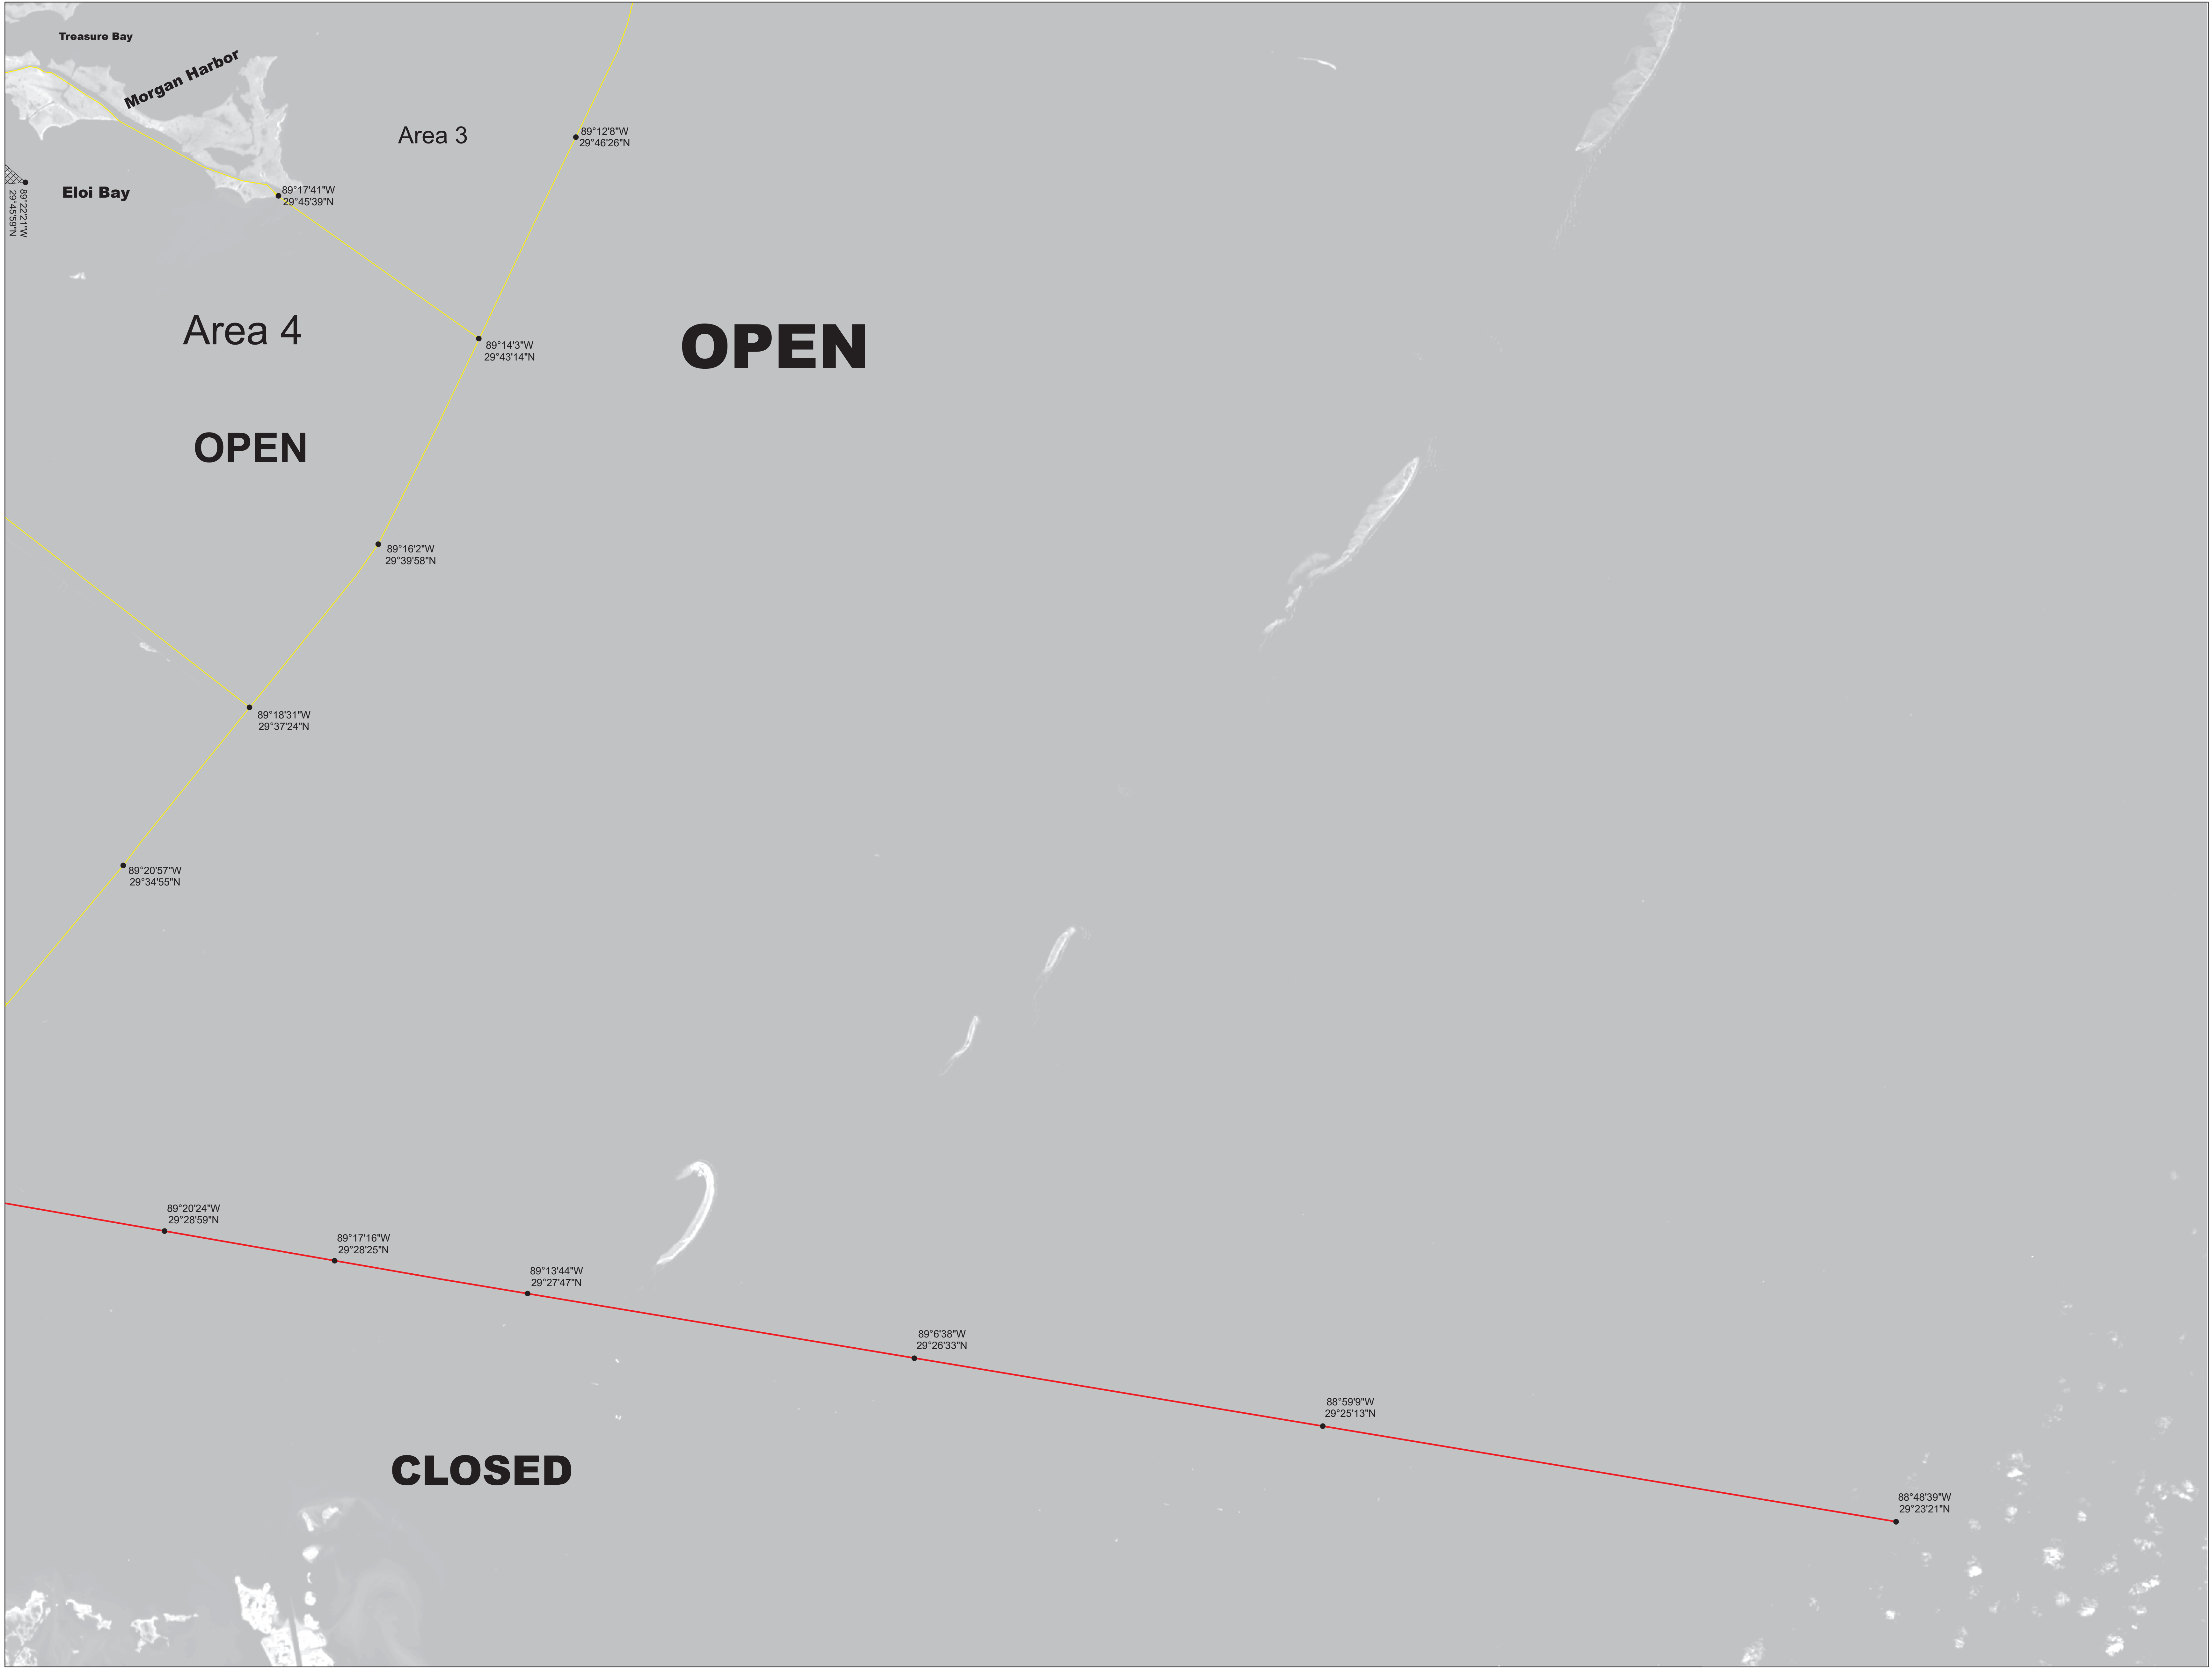 Treasure Bay
Morgan Harbor
Area 3
89°12'8"W
29°46'26"N
Eloi Bay
89°22'21"W
29°45'59"N
89°17'41"W
29°45'39"N
Area 4
OPEN
89°14'3"W
29°43'14"N
OPEN
89°16'2"W
29°39'58"N
89°18'31"W
29°37'24"N
89°20'57"W
29°34'55"N
89°20'24"W
29°28'59"N
89°17'16"W
29°28'25"N
89°13'44"W
29°27'47"N
89°6'38"W
29°26'33"N
88°59'9"W
29°25'13"N
CLOSED
88°48'39"W
29°23'21"N